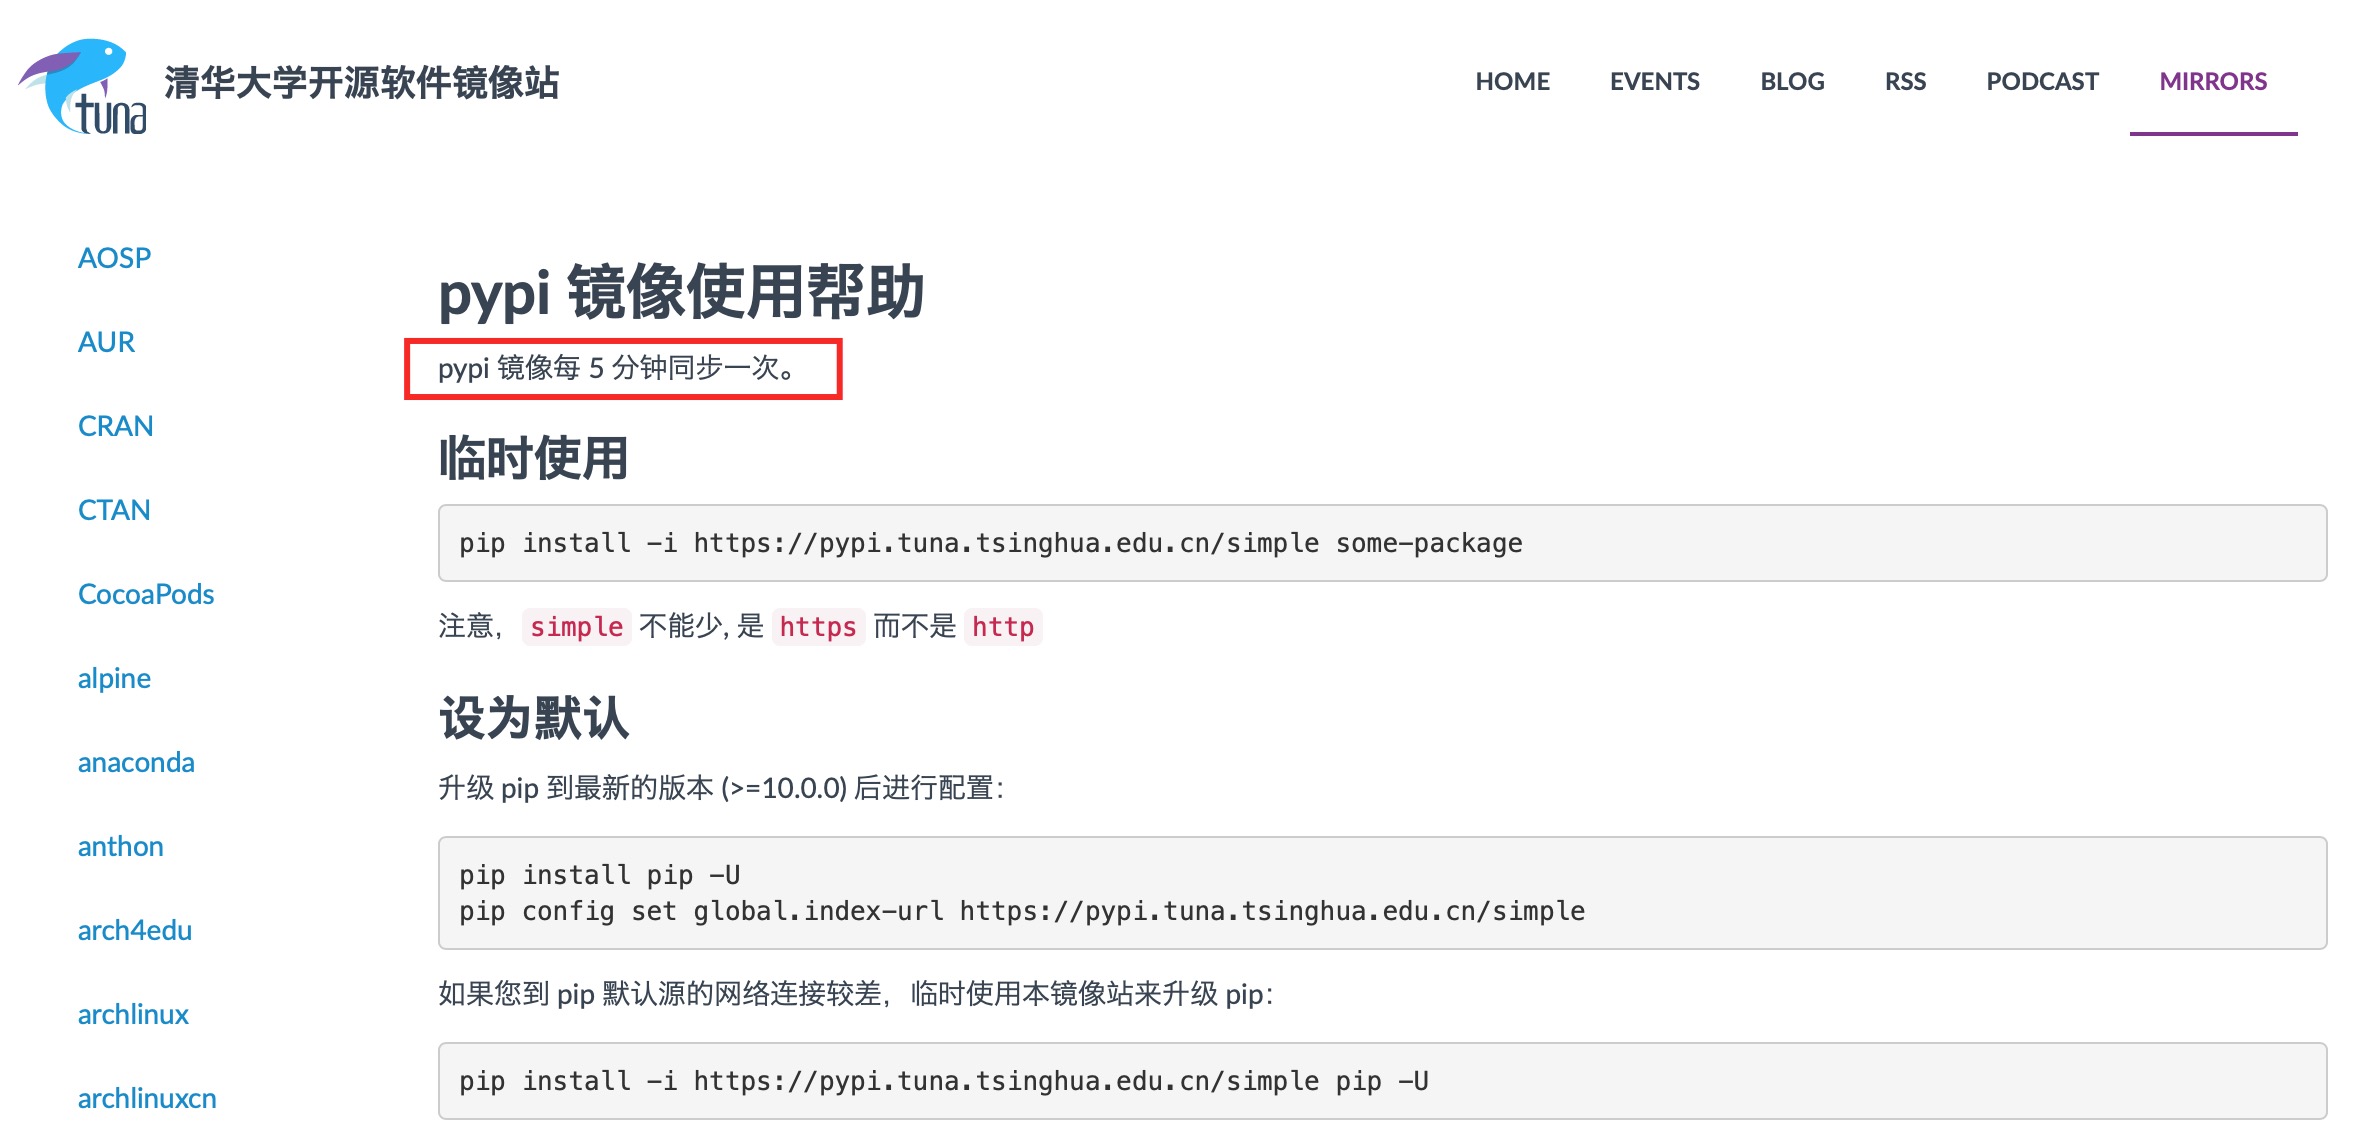 tuna
清华大学开源软件镜像站
HOME EVENTS BLOG RSS PODCAST MIRRORS
AOSP
AUR
CRAN
CTAN
CocoaPods
alpine
anaconda
anthon
arch4edu
archlinux
archlinuxcn
pypi 镜像使用帮助
pypi 镜像每 5 分钟同步一次。
临时使用
pip install -i https://pypi.tuna.tsinghua.edu.cn/simple some-package
注意，simple 不能少, 是 https 而不是 http
设为默认
升级 pip 到最新的版本 (>=10.0.0) 后进行配置：
pip install pip -U
pip config set global.index-url https://pypi.tuna.tsinghua.edu.cn/simple
如果您到 pip 默认源的网络连接较差，临时使用本镜像站来升级 pip：
pip install -i https://pypi.tuna.tsinghua.edu.cn/simple pip -U